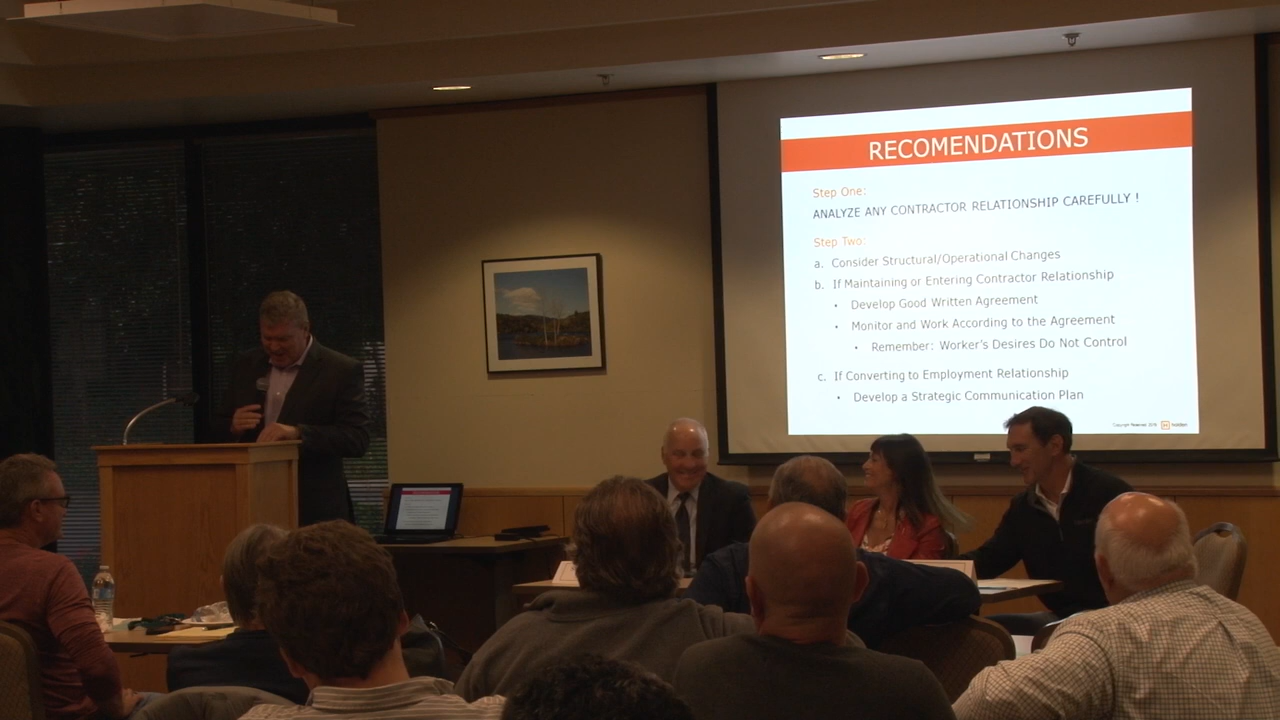 RECOMENDATIONS
Step One:
ANALYZE ANY CONTRACTOR RELATIONSHIP CAREFULLY !
Step Two:
a. Consider Structural/Operational Changes
b. If Maintaining or Entering Contractor Relationship
• Develop Good Written Agreement
• Monitor and Work According to the Agreement
• Remember: Worker's Desires Do Not Control
c. If Converting to Employment Relationship
• Develop a Strategic Communication Plan